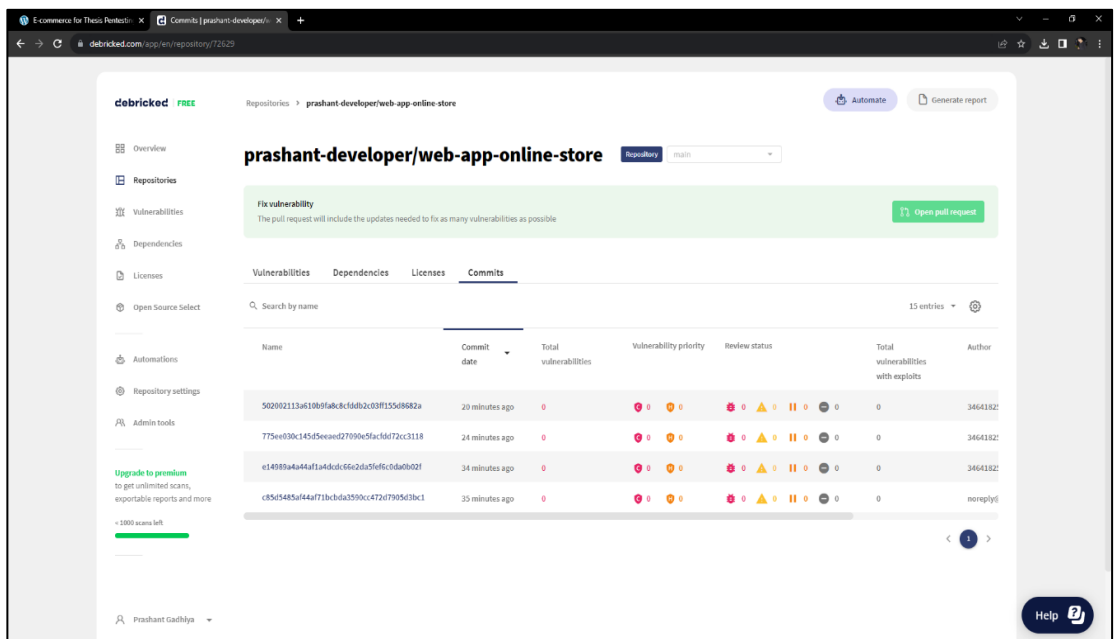 E-commerce for Thesis Pentestin
Commits | prashant-developer/w
debricked.com/app/en/repository/72629
debricked FREE
Repositories > prashant-developer/web-app-online-store
Automate
Generate report
Overview
Repositories
Vulnerabilities
Dependencies
Licenses
Open Source Select
Automations
Repository settings
Admin tools
Upgrade to premium
to get unlimited scans,
exportable reports and more
< 1000 scans left
Prashant Gadhiya
prashant-developer/web-app-online-store Repository main
Fix vulnerability
The pull request will include the updates needed to fix as many vulnerabilities as possible
Open pull request
Vulnerabilities Dependencies Licenses Commits
Search by name 15 entries
Name Commit date Total vulnerabilities Vulnerability priority Review status Total vulnerabilities with exploits Author
502002113a610b9fa8c8cfddb2c03ff155d8682a 20 minutes ago 0 C 0 H 0 0 0 0 0 0 3464182
775ee030c145d5eeaed27090e5facfdd72cc3118 24 minutes ago 0 C 0 H 0 0 0 0 0 0 3464182
e14989a4a44af1a4dcdc66e2da5fef6c0da0b02f 34 minutes ago 0 C 0 H 0 0 0 0 0 0 3464182
c85d5485af44af71bcbda3590cc472d7905d3bc1 35 minutes ago 0 C 0 H 0 0 0 0 0 0 noreply@
1
Help